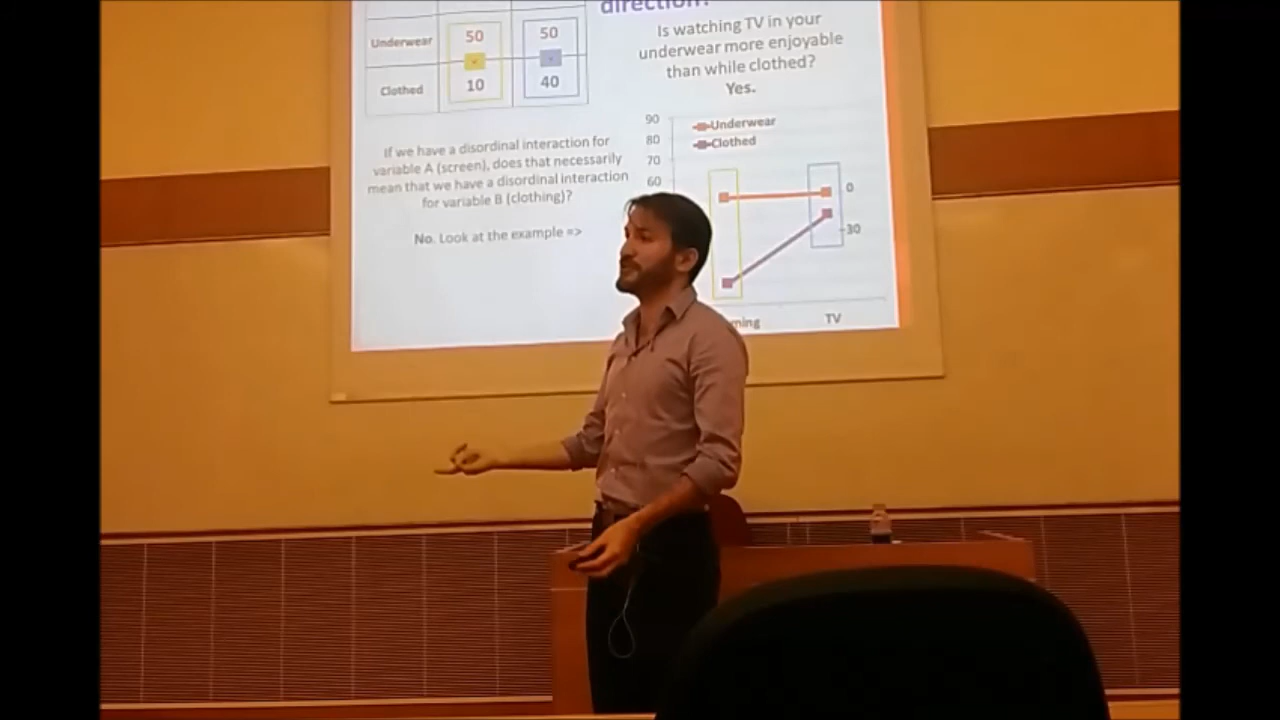 direction?
Underwear 50 50
Clothed 10 40
Is watching TV in your
underwear more enjoyable
than while clothed?
Yes.
If we have a disordinal interaction for
variable A (screen), does that necessarily
mean that we have a disordinal interaction
for variable B (clothing)?
No. Look at the example =>
90
80
70
60
Underwear
Clothed
0
-30
TV